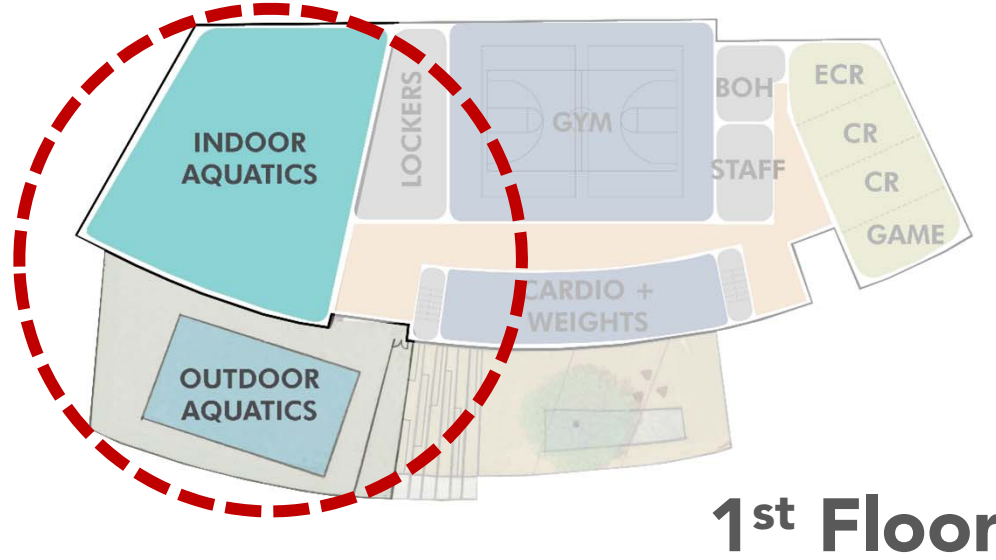 INDOOR
AQUATICS
LOCKERS
GYM
BOH
STAFF
ECR
CR
CR
GAME
CARDIO +
WEIGHTS
OUTDOOR
AQUATICS
1st Floor